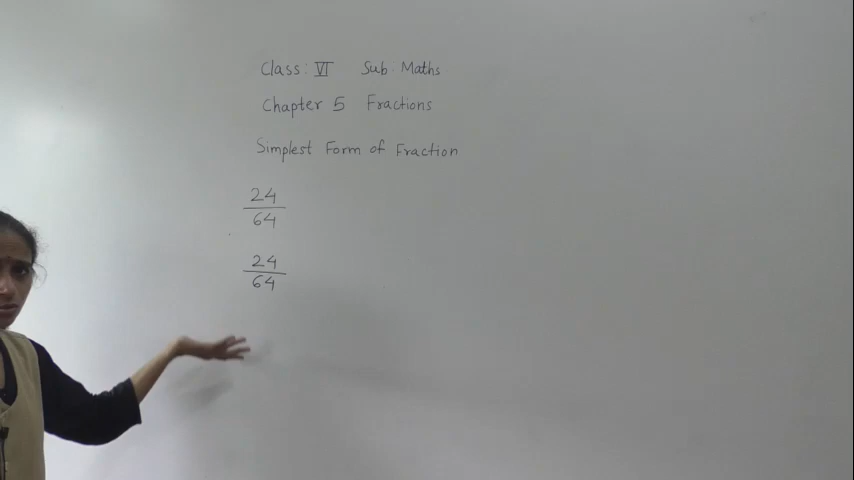 Class: VI Sub. Maths
Chapter 5 Fractions
Simplest Form of Fraction
24
64
24
64